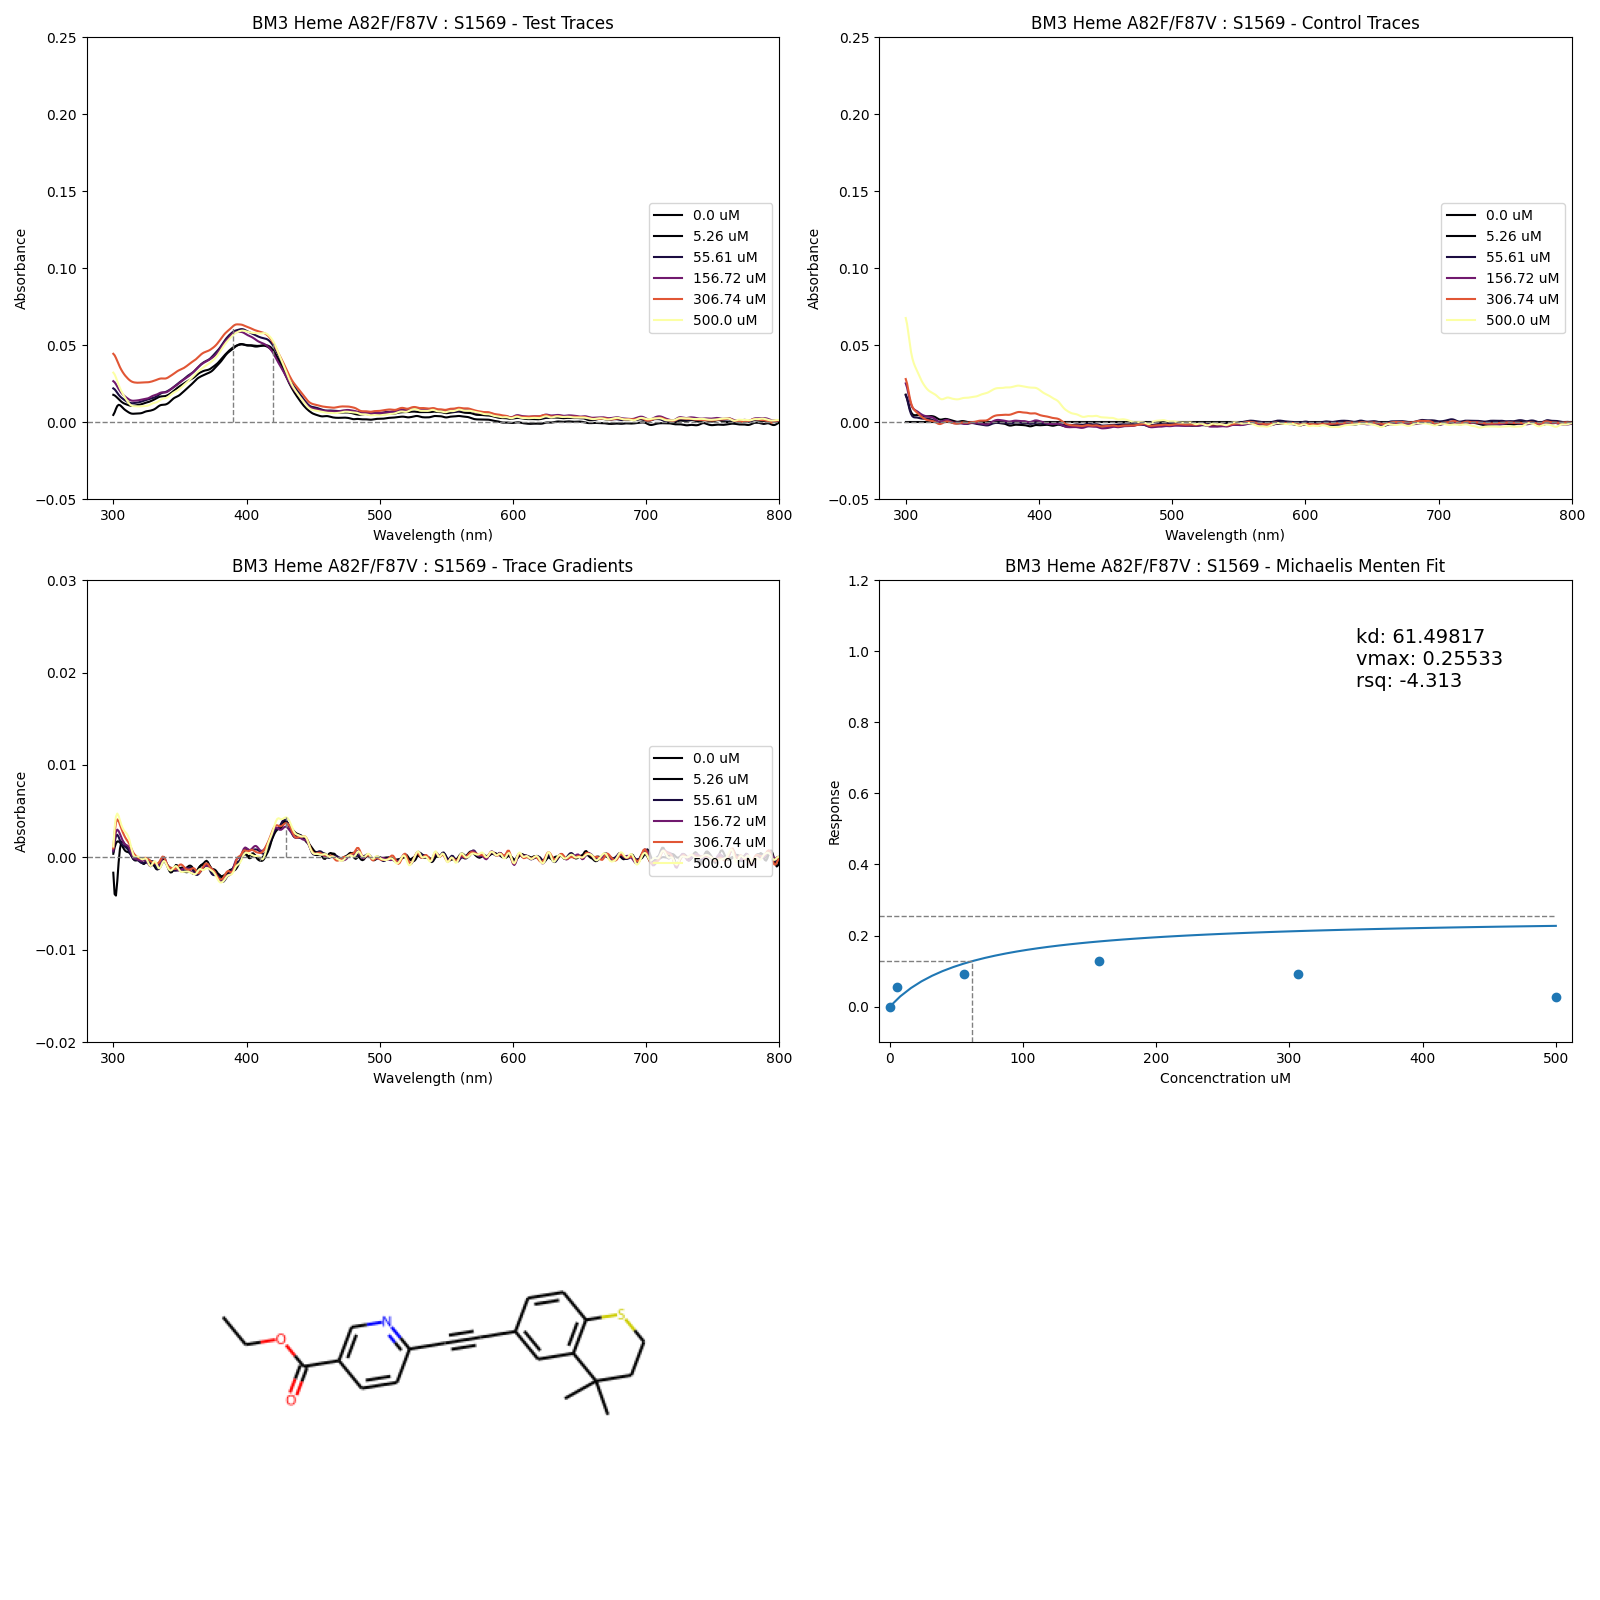 BM3 Heme A82F/F87V : S1569 - Test Traces
0.25
0.20
0.15
0.10
0.05
0.00
−0.05
Absorbance
300
400
500
600
700
800
Wavelength (nm)
0.0 uM
5.26 uM
55.61 uM
156.72 uM
306.74 uM
500.0 uM
BM3 Heme A82F/F87V : S1569 - Control Traces
0.25
0.20
0.15
0.10
0.05
0.00
−0.05
Absorbance
300
400
500
600
700
800
Wavelength (nm)
0.0 uM
5.26 uM
55.61 uM
156.72 uM
306.74 uM
500.0 uM
BM3 Heme A82F/F87V : S1569 - Trace Gradients
0.03
0.02
0.01
0.00
−0.01
−0.02
Absorbance
300
400
500
600
700
800
Wavelength (nm)
0.0 uM
5.26 uM
55.61 uM
156.72 uM
306.74 uM
500.0 uM
BM3 Heme A82F/F87V : S1569 - Michaelis Menten Fit
1.2
1.0
0.8
0.6
0.4
0.2
0.0
Response
kd: 61.49817
vmax: 0.25533
rsq: -4.313
0
100
200
300
400
500
Concenctration uM
N
S
O
O